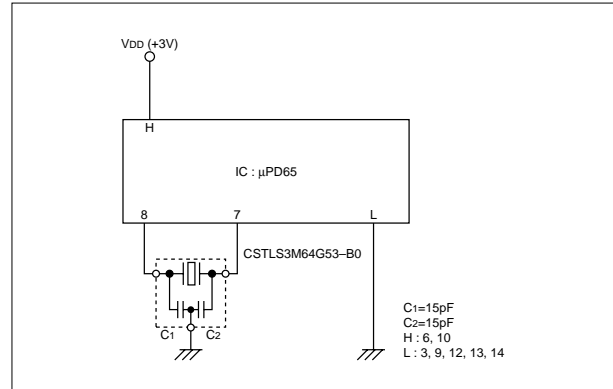 VDD (+3V)
H
IC : μPD65
8
7
L
CSTLS3M64G53–B0
C1
C2
C1=15pF
C2=15pF
H : 6, 10
L : 3, 9, 12, 13, 14